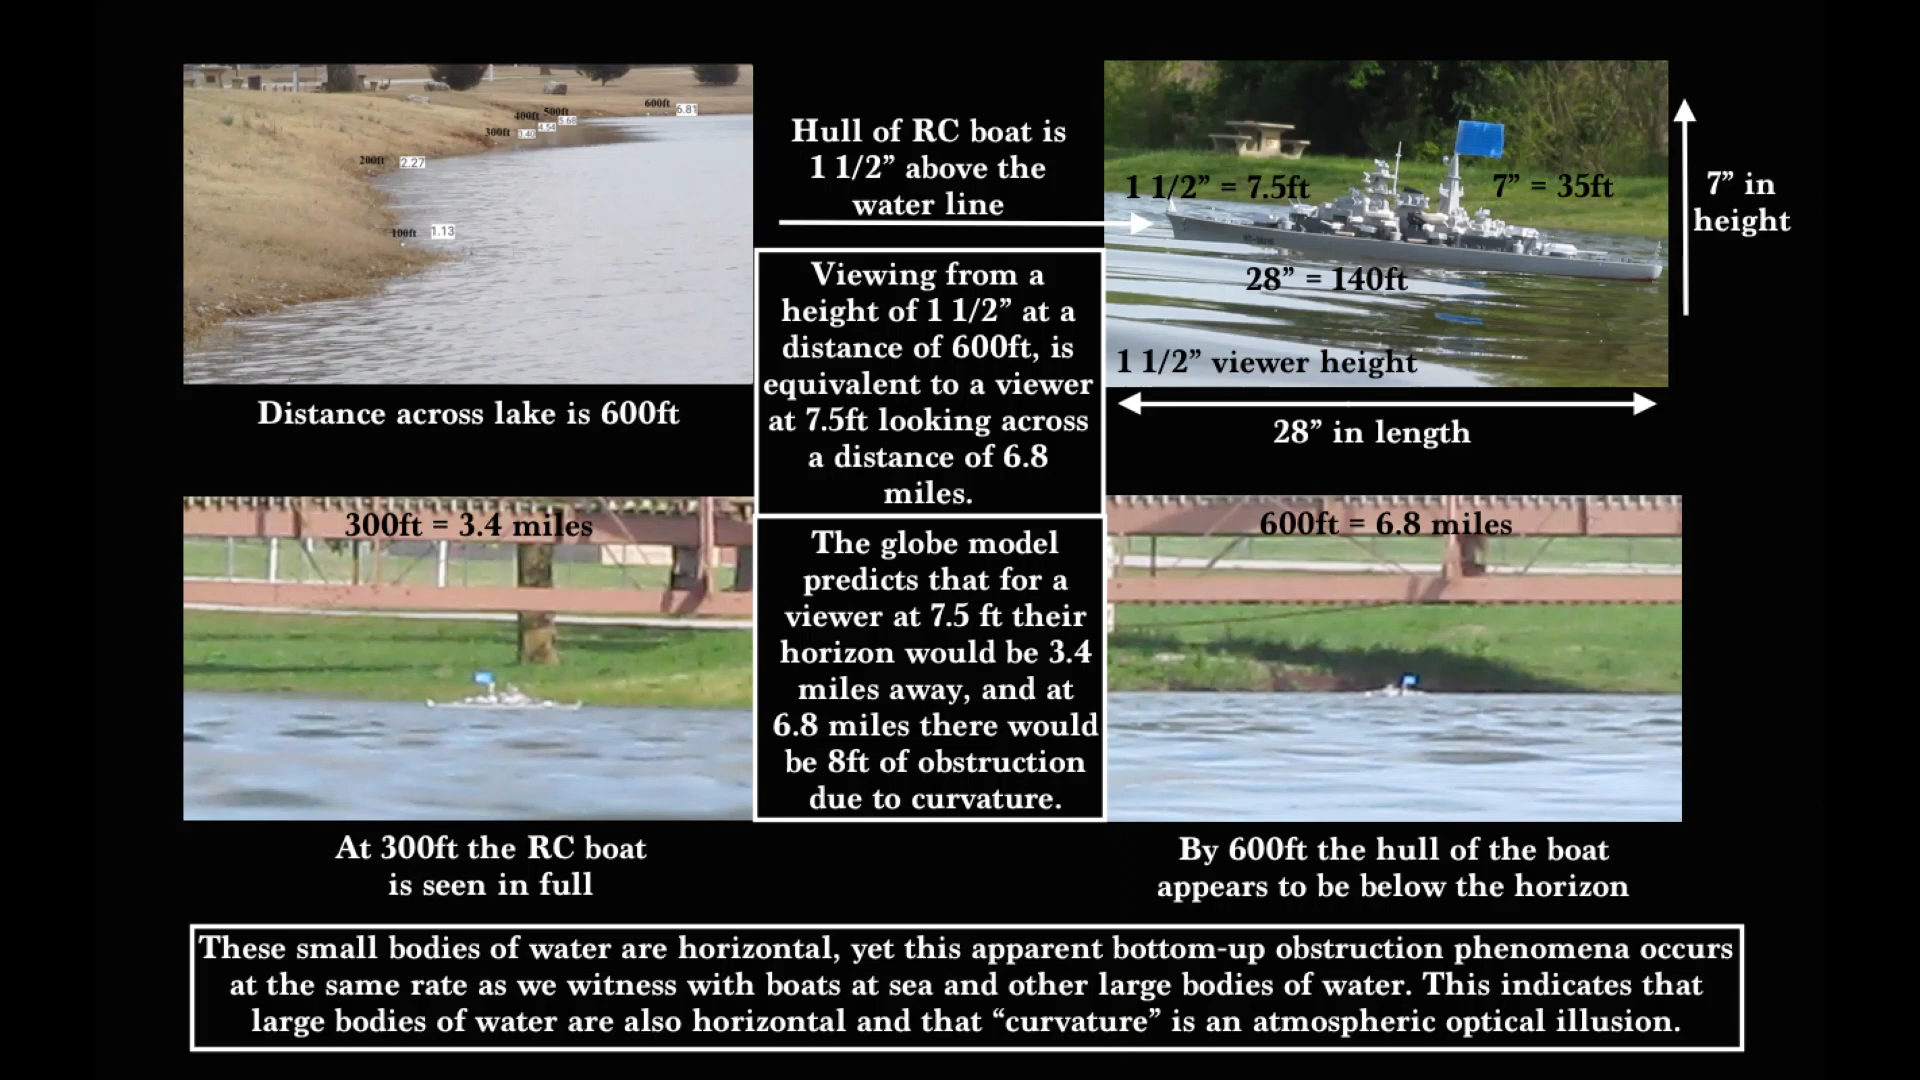 600ft 6.81
400ft 500ft 5.68
300ft 3.40 4.54
200ft 2.27
100ft 1.13
Distance across lake is 600ft
Hull of RC boat is
1 1/2” above the
water line
1 1/2” = 7.5ft
7” = 35ft
28” = 140ft
1 1/2” viewer height
7” in
height
28” in length
Viewing from a
height of 1 1/2” at a
distance of 600ft, is
equivalent to a viewer
at 7.5ft looking across
a distance of 6.8
miles.
300ft = 3.4 miles
At 300ft the RC boat
is seen in full
The globe model
predicts that for a
viewer at 7.5 ft their
horizon would be 3.4
miles away, and at
6.8 miles there would
be 8ft of obstruction
due to curvature.
600ft = 6.8 miles
By 600ft the hull of the boat
appears to be below the horizon
These small bodies of water are horizontal, yet this apparent bottom-up obstruction phenomena occurs
at the same rate as we witness with boats at sea and other large bodies of water. This indicates that
large bodies of water are also horizontal and that “curvature” is an atmospheric optical illusion.